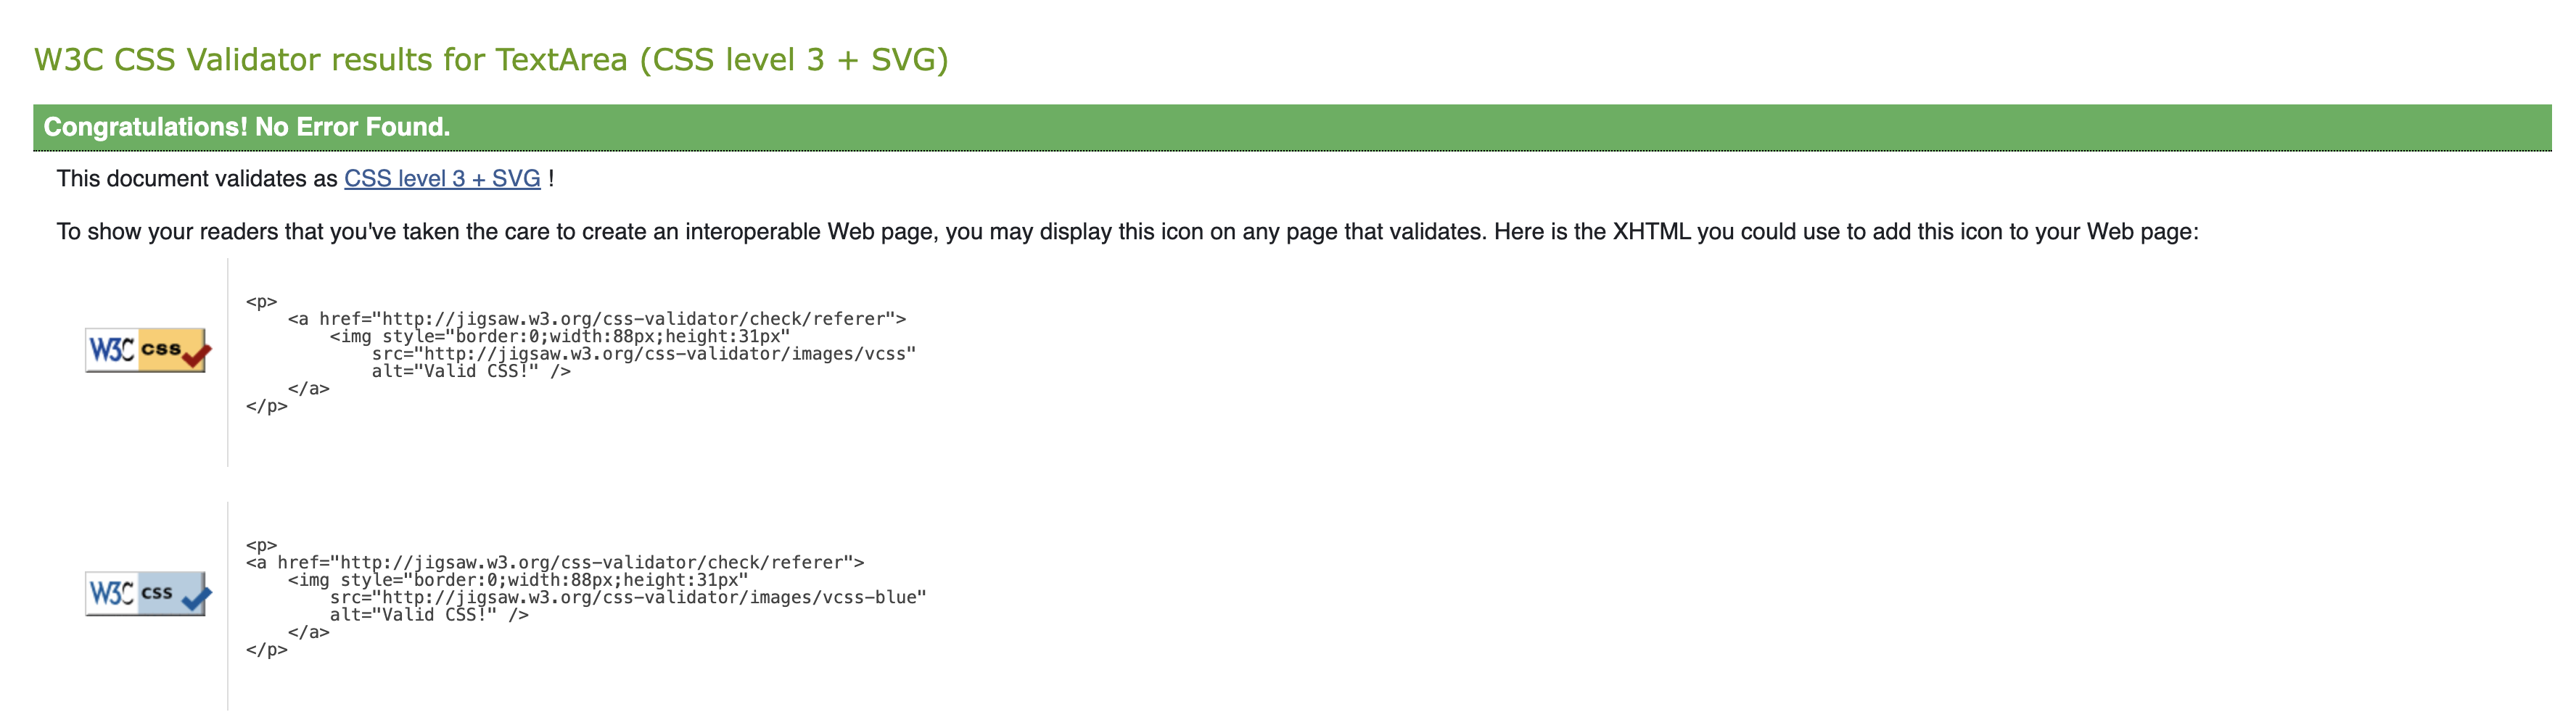 W3C CSS Validator results for TextArea (CSS level 3 + SVG)
Congratulations! No Error Found.
This document validates as CSS level 3 + SVG !
To show your readers that you've taken the care to create an interoperable Web page, you may display this icon on any page that validates. Here is the XHTML you could use to add this icon to your Web page:
W3C css
<p>
    <a href="http://jigsaw.w3.org/css-validator/check/referer">
        <img style="border:0;width:88px;height:31px"
            src="http://jigsaw.w3.org/css-validator/images/vcss"
            alt="Valid CSS!" />
    </a>
</p>
W3C css
<p>
<a href="http://jigsaw.w3.org/css-validator/check/referer">
    <img style="border:0;width:88px;height:31px"
        src="http://jigsaw.w3.org/css-validator/images/vcss-blue"
        alt="Valid CSS!" />
    </a>
</p>